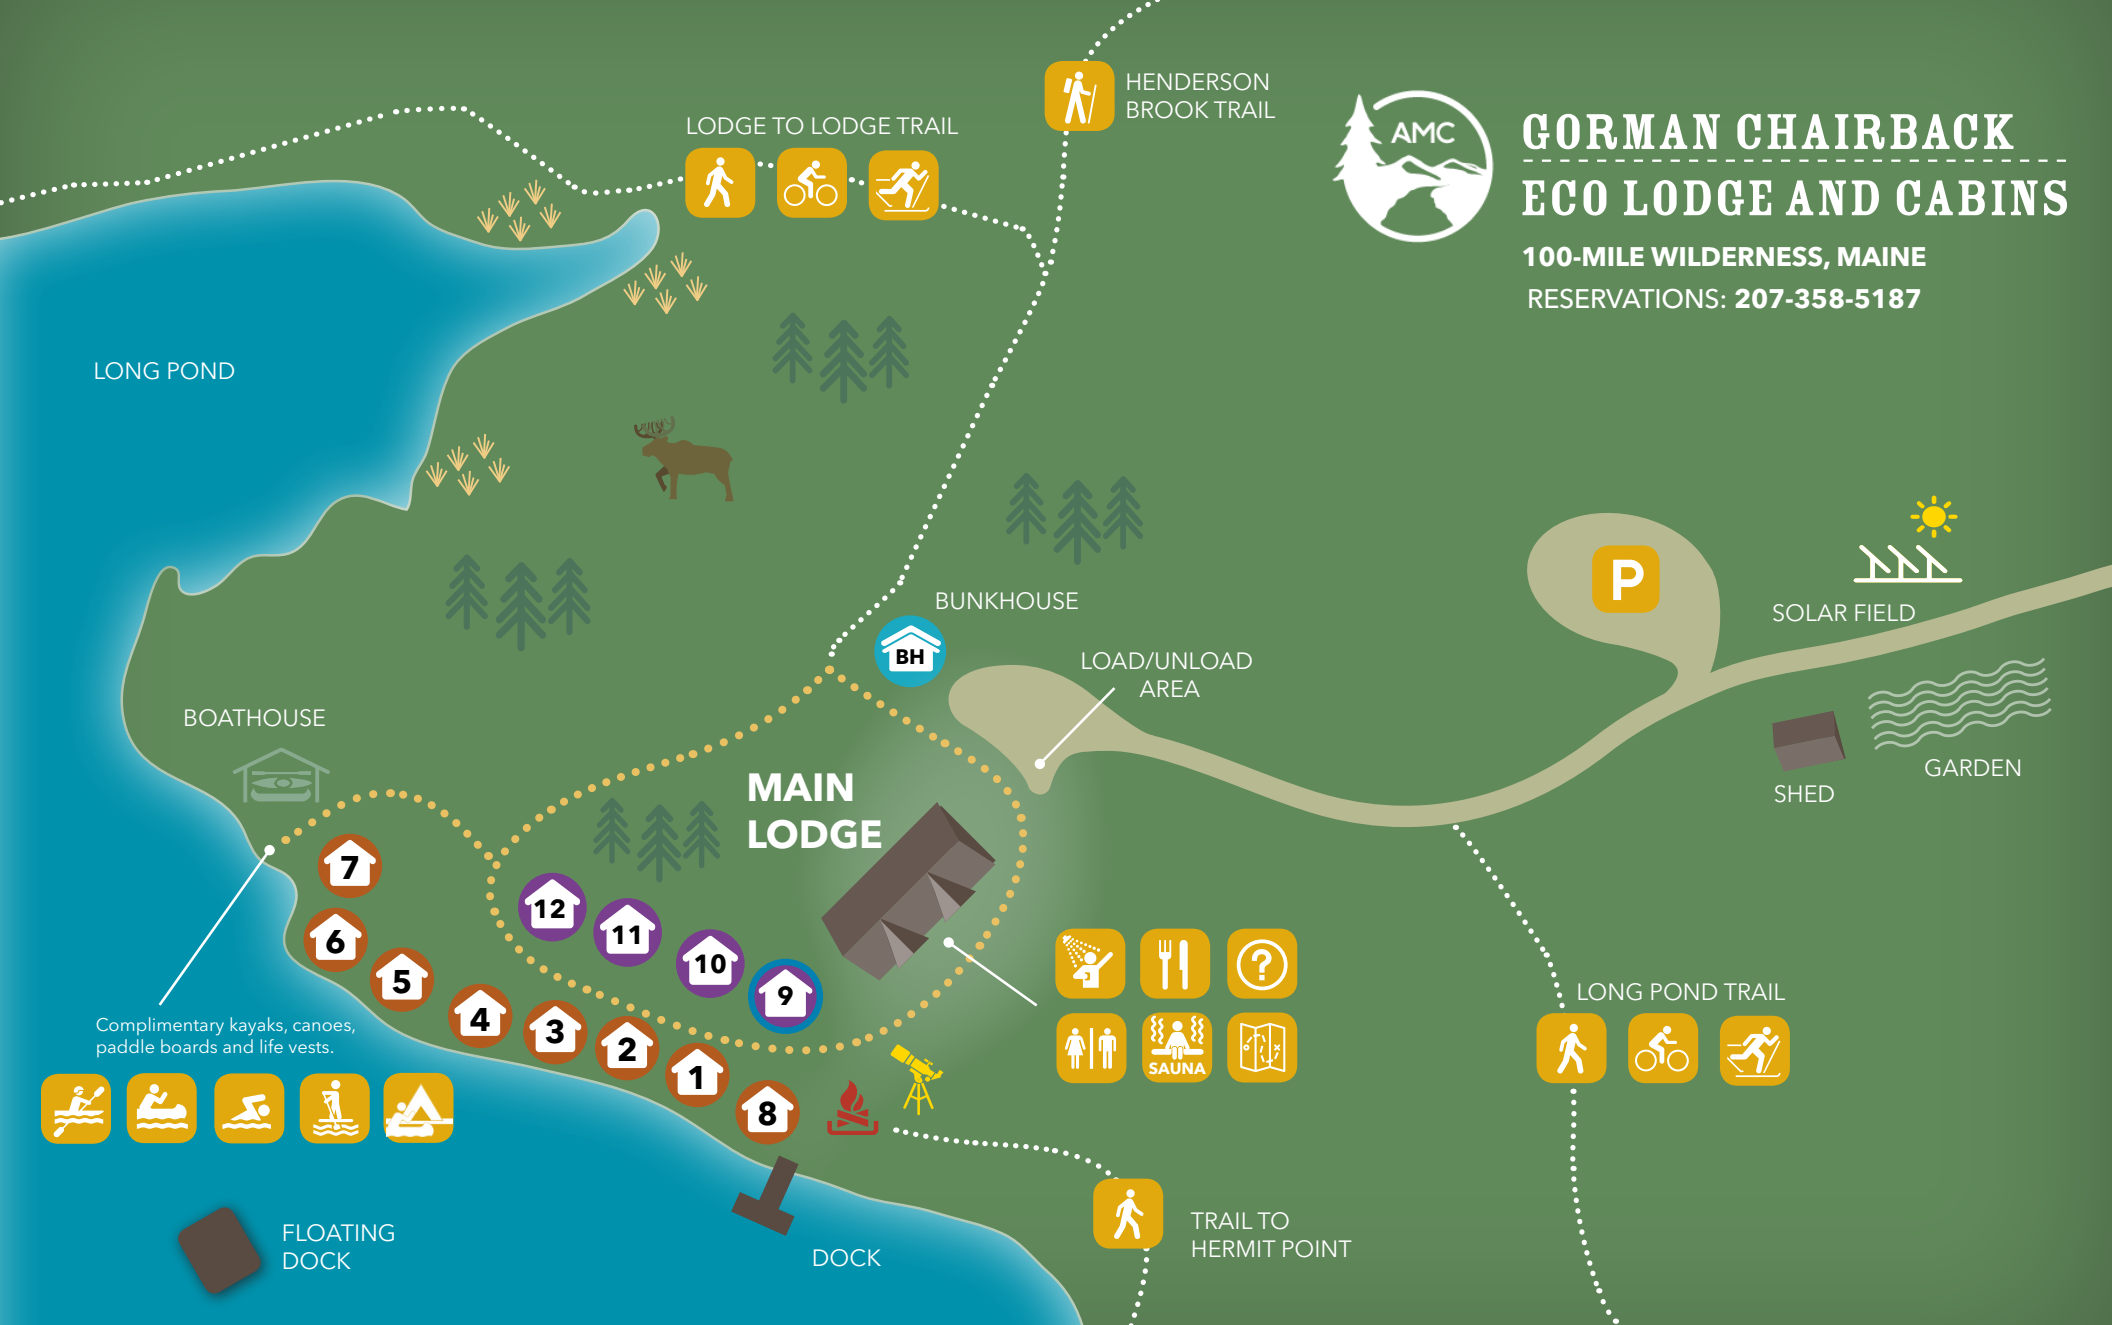 HENDERSON
BROOK TRAIL
LODGE TO LODGE TRAIL
AMC
GORMAN CHAIRBACK
ECO LODGE AND CABINS
100-MILE WILDERNESS, MAINE
RESERVATIONS: 207-358-5187
LONG POND
P
SOLAR FIELD
BUNKHOUSE
BH
LOAD/UNLOAD
AREA
BOATHOUSE
MAIN
LODGE
SHED
GARDEN
7
12
11
10
9
6
5
4
3
2
1
8
?
SAUNA
LONG POND TRAIL
Complimentary kayaks, canoes,
paddle boards and life vests.
FLOATING
DOCK
DOCK
TRAIL TO
HERMIT POINT